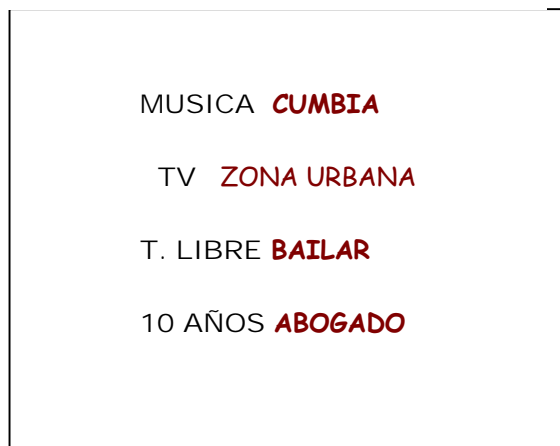 MUSICA CUMBIA
TV ZONA URBANA
T. LIBRE BAILAR
10 AÑOS ABOGADO